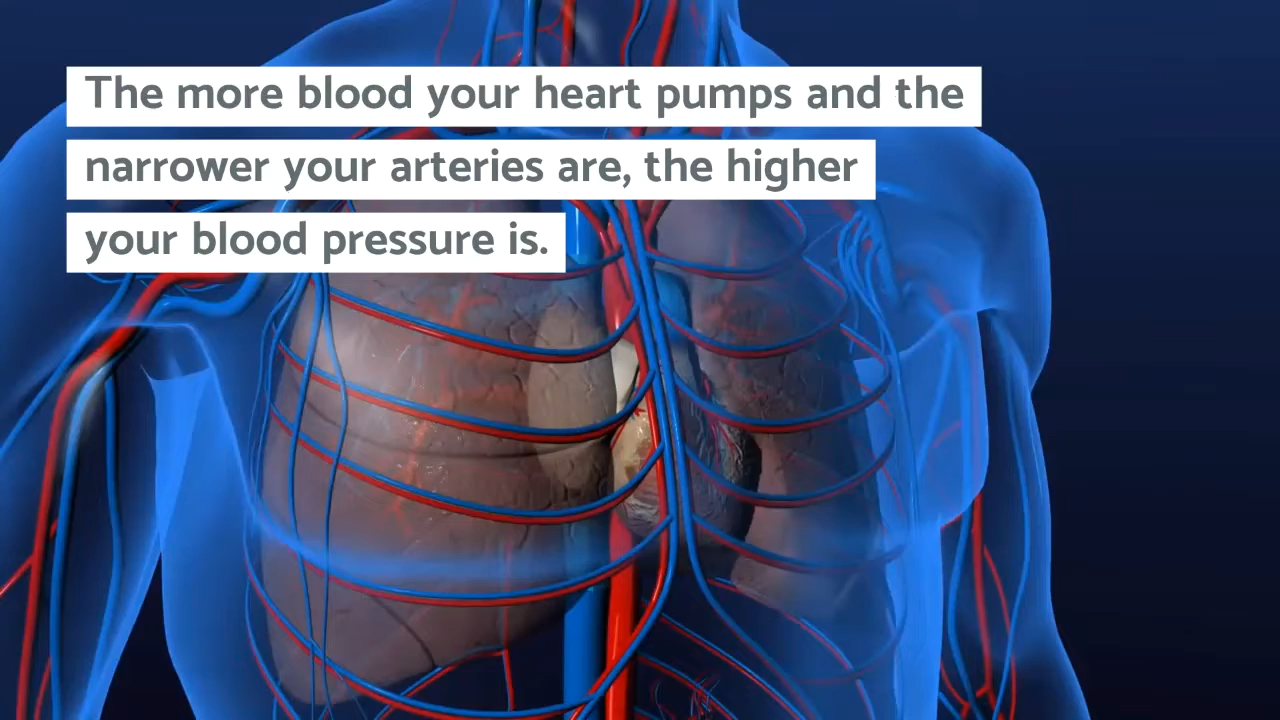 The more blood your heart pumps and the
narrower your arteries are, the higher
your blood pressure is.